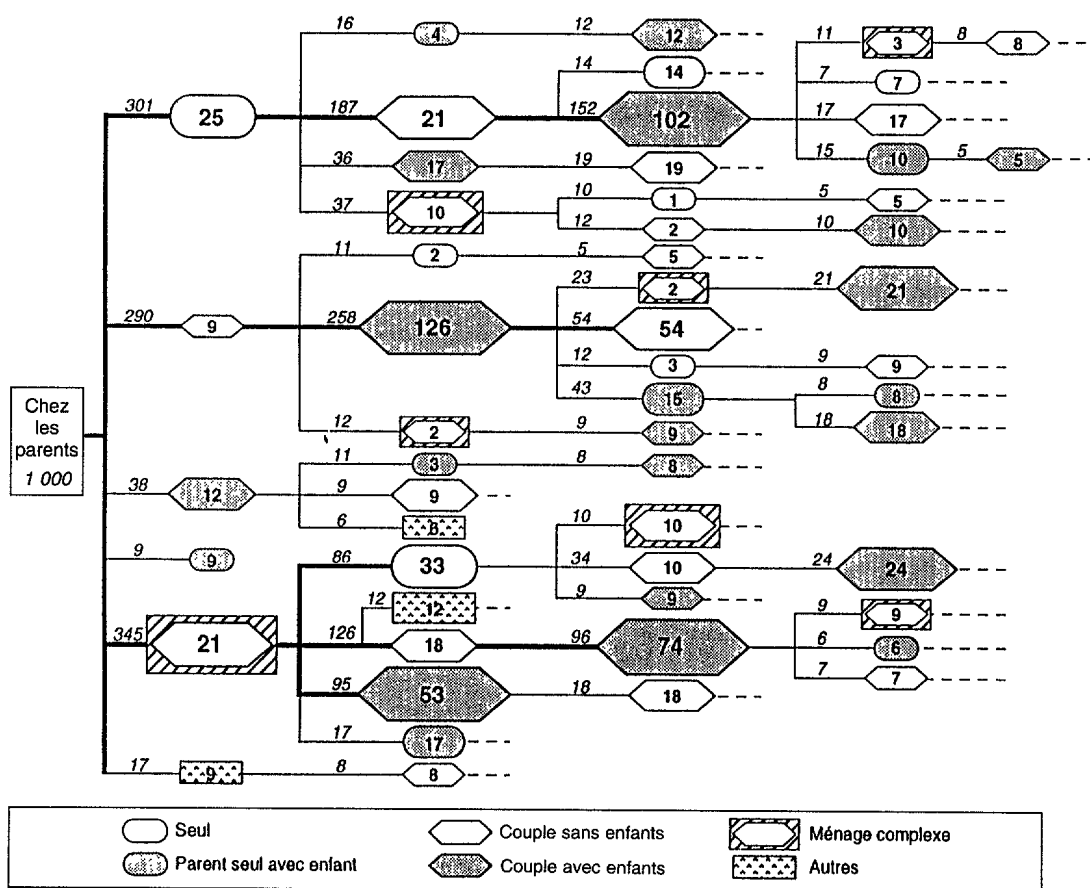 16 4 12 12 11 3 8 8
14 14 7 7
301 25 187 21 152 102 17 17
36 17 19 19 15 10 5 5
37 10 10 1 5 5
12 2 10 10
11 2 5 5
23 2 21 21
290 9 258 126 54 54
12 3 9 9
43 15 8 8
18 18
12 2 9 9
Chez
les
parents
1 000
11 3 8 8
38 12 9 9
6 6
10 10
9 9
86 33 34 10 24 24
9 9
12 12
9 9
345 21 126 18 96 74 6 6
7 7
95 53 18 18
17 17
17 9 8 8
Seul
Couple sans enfants
Ménage complexe
Parent seul avec enfant
Couple avec enfants
Autres